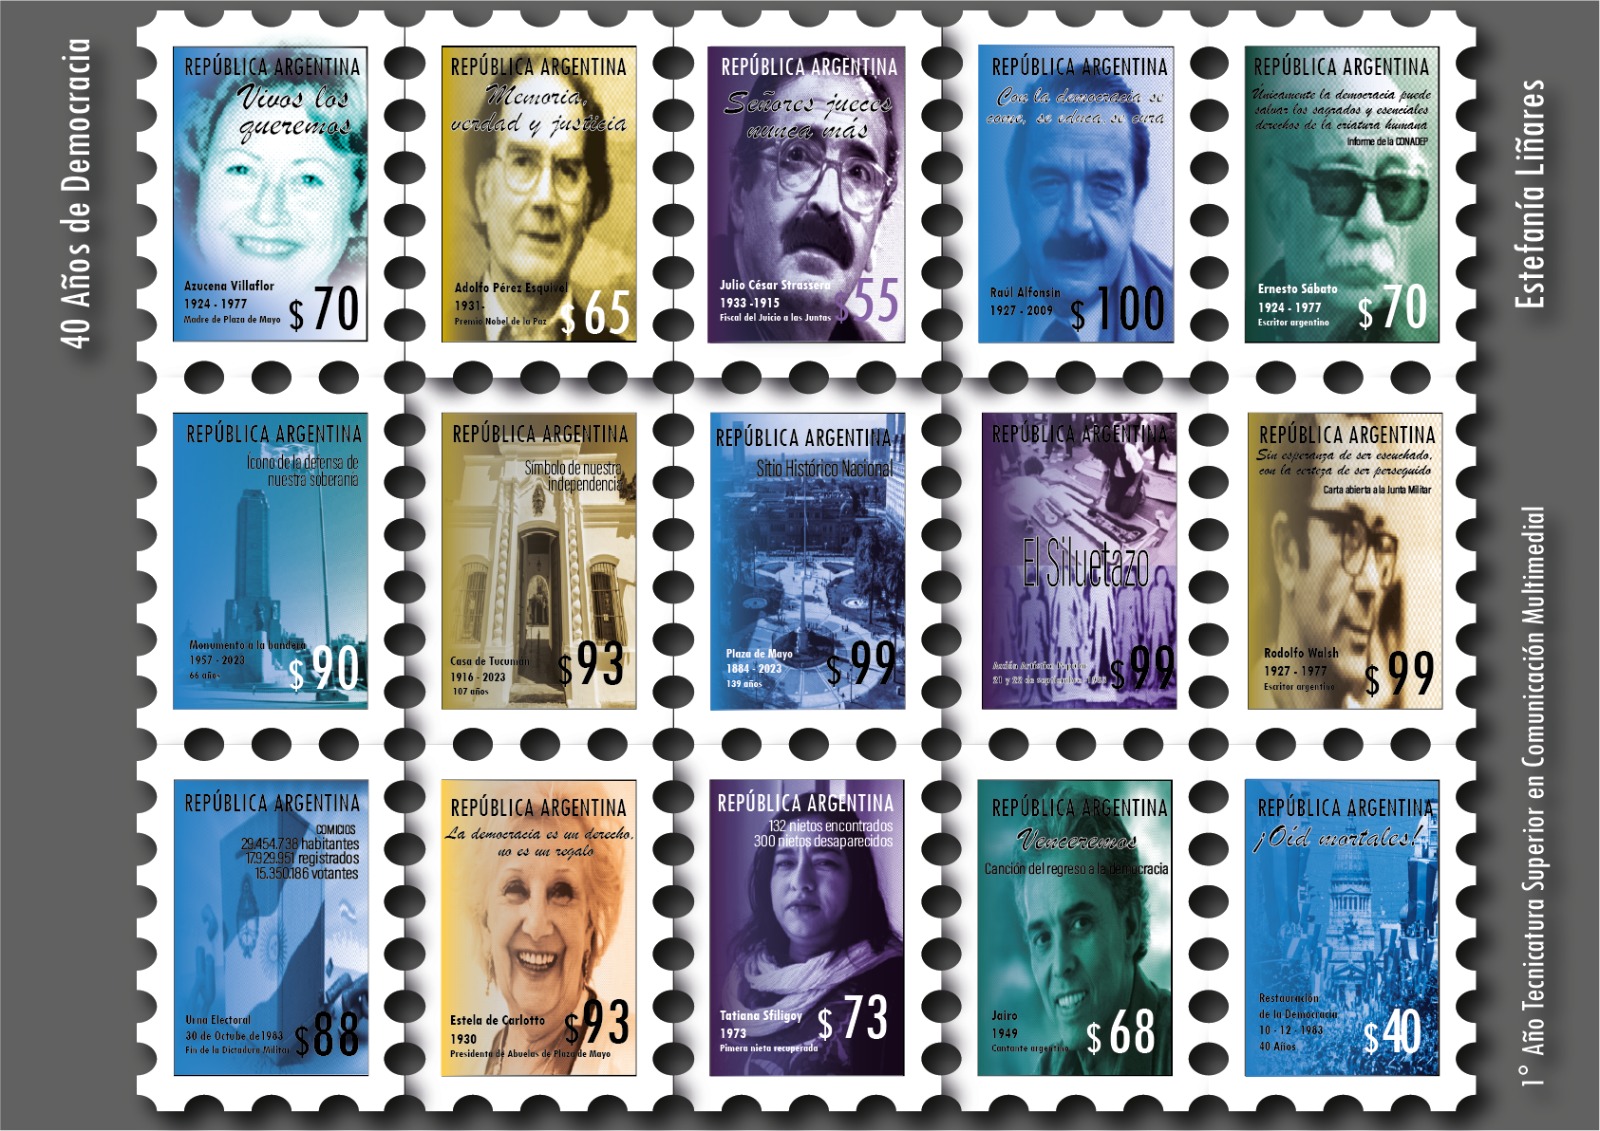 40 Años de Democracia
REPÚBLICA ARGENTINA
Vivos los
queremos
Azucena Villaflor
1924 - 1977
Madre de Plaza de Mayo
$ 70
REPÚBLICA ARGENTINA
Memoria,
verdad y justicia
Adolfo Pérez Esquivel
1931-
Premio Nobel de la Paz
$ 65
REPÚBLICA ARGENTINA
Señores jueces
nunca más
Julio César Strassera
1933 -1915
Fiscal del Juicio a las Juntas
$55
REPÚBLICA ARGENTINA
Con la democracia se
come, se educa se cura
Raúl Alfonsín
1927 - 2009
$ 100
REPÚBLICA ARGENTINA
Unicamente la democracia puede
salvar los sagrados y esenciales
derechos de la criatura humana
Informe de la CONADEP
Ernesto Sábato
1924 - 1977
Escritor argentino
$ 70
Estefanía Liñares
REPÚBLICA ARGENTINA
Ícono de la defensa de
nuestra soberanía
Monumento a la bandera
1957 - 2023
66 años
$ 90
REPÚBLICA ARGENTINA
Símbolo de nuestra
independencia
Casa de Tucuman
1916 - 2023
107 años
$ 93
REPÚBLICA ARGENTINA
Sitio Histórico Nacional
Plaza de Mayo
1884 - 2023
139 años
$ 99
REPÚBLICA ARGENTINA
El Siluetazo
21 y 22 de septiembre
$ 99
REPÚBLICA ARGENTINA
Sin esperanza de ser escuchado,
con la certeza de ser perseguido
Carta abierta a la Junta Militar
Rodolfo Walsh
1927 - 1977
Escritor argentino
$ 99
REPÚBLICA ARGENTINA
COMICIOS
29.454.738 habitantes
17.929.951 registrados
15.350.186 votantes
Urna Electoral
30 de Octube de1983
Fin de la Dictadura Militar
$88
REPÚBLICA ARGENTINA
La democracia es un derecho,
no es un regalo
Estela de Carlotto
1930
Presidenta de Abuelas de Plaza de Mayo
$93
REPÚBLICA ARGENTINA
132 nietos encontrados
300 nietos desaparecidos
Tatiana Sfiligoy
1973
Pimera nieta recuperada
$ 73
REPÚBLICA ARGENTINA
Venceremos
Canción del regreso a la democracia
Jairo
1949
Cantante argentino
$ 68
REPÚBLICA ARGENTINA
¡Oíd mortales!
Restauración
de la Democracia
10 - 12 - 1983
40 Años
$40
1° Año Tecnicatura Superior en Comunicación Multimedial